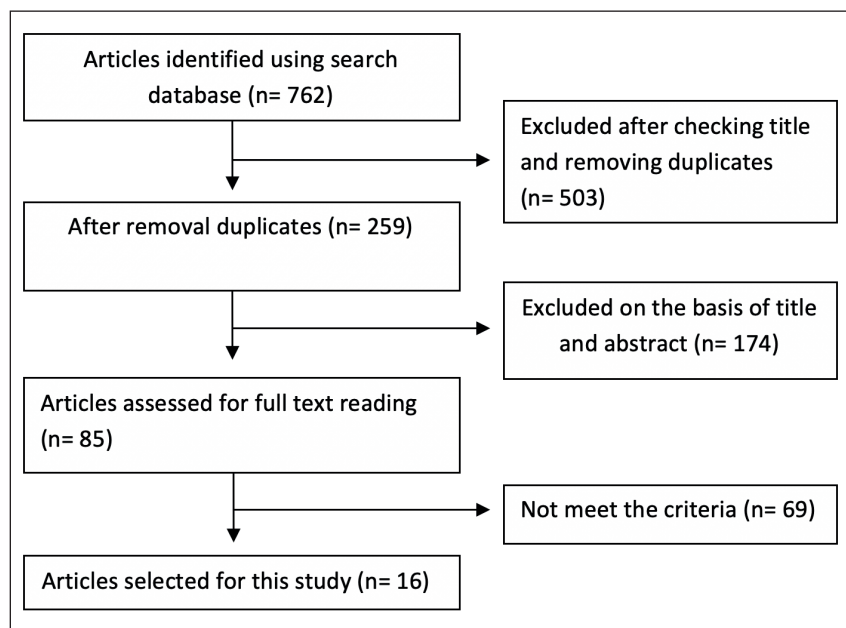 Articles identified using search
database (n= 762)
Excluded after checking title
and removing duplicates
(n= 503)
After removal duplicates (n= 259)
Excluded on the basis of title
and abstract (n= 174)
Articles assessed for full text reading
(n= 85)
Not meet the criteria (n= 69)
Articles selected for this study (n= 16)